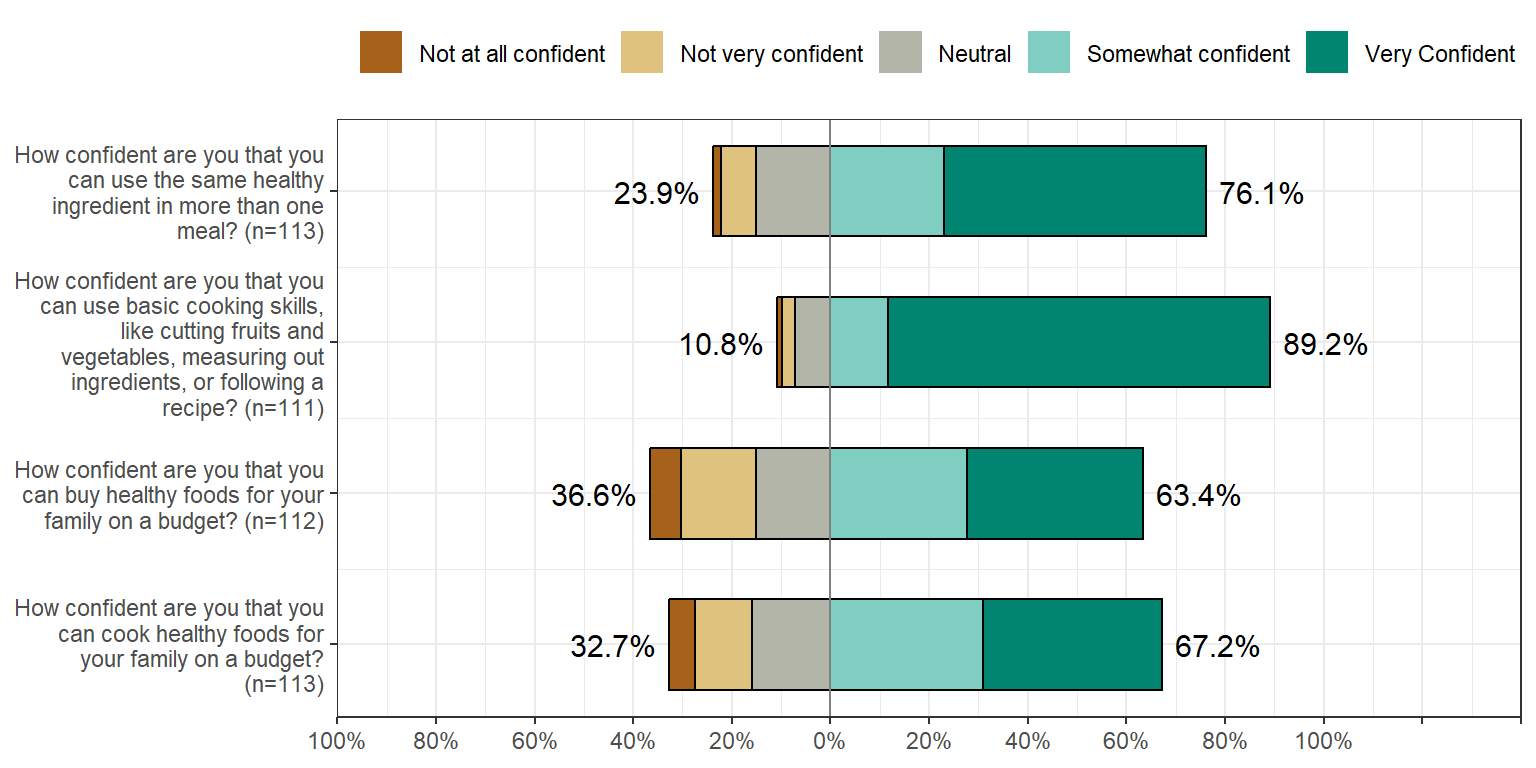 Not at all confident Not very confident Neutral Somewhat confident Very Confident
How confident are you that you
can use the same healthy
ingredient in more than one
meal? (n=113)
23.9% 76.1%
How confident are you that you
can use basic cooking skills,
like cutting fruits and
vegetables, measuring out
ingredients, or following a
recipe? (n=111)
10.8% 89.2%
How confident are you that you
can buy healthy foods for your
family on a budget? (n=112)
36.6% 63.4%
How confident are you that you
can cook healthy foods for
your family on a budget?
(n=113)
32.7% 67.2%
100% 80% 60% 40% 20% 0% 20% 40% 60% 80% 100%